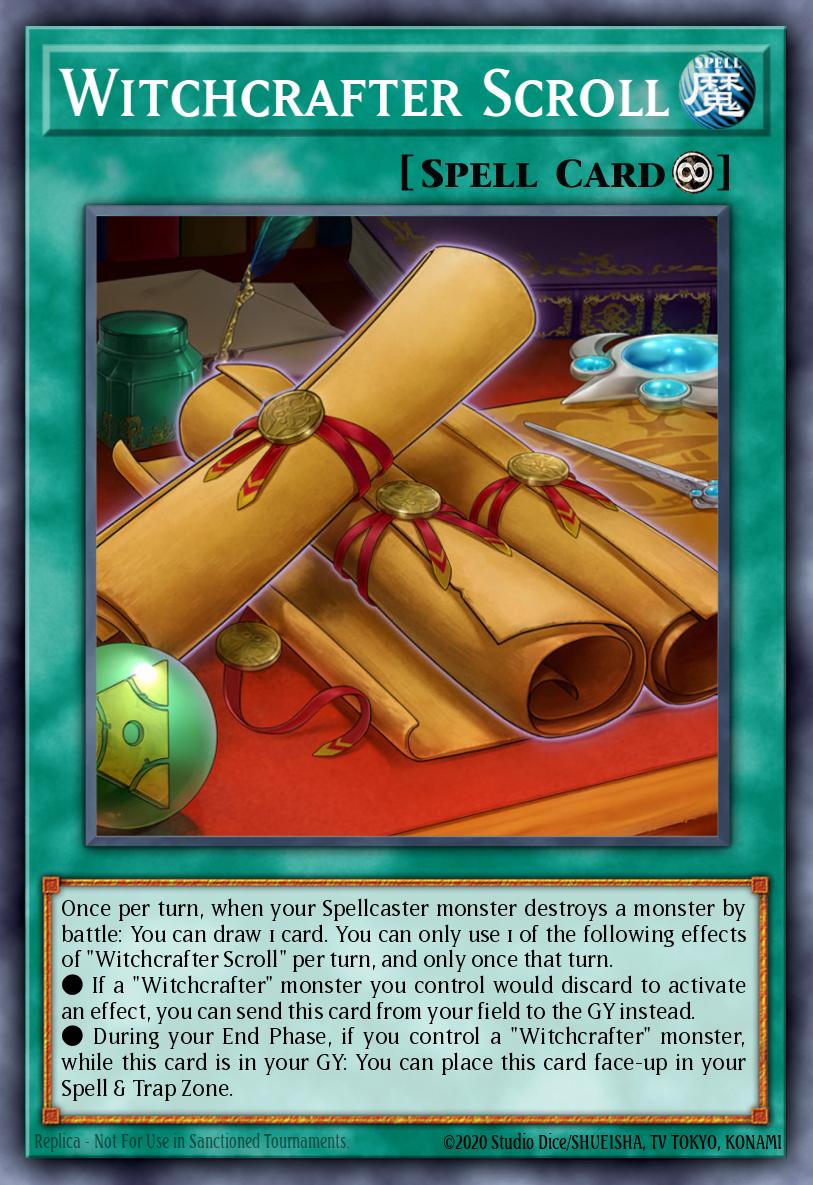 Witchcrafter Scroll
SPELL
魔
[Spell Card]
Once per turn, when your Spellcaster monster destroys a monster by
battle: You can draw 1 card. You can only use 1 of the following effects
of "Witchcrafter Scroll" per turn, and only once that turn.
● If a "Witchcrafter" monster you control would discard to activate
an effect, you can send this card from your field to the GY instead.
● During your End Phase, if you control a "Witchcrafter" monster,
while this card is in your GY: You can place this card face-up in your
Spell & Trap Zone.
Replica - Not For Use in Sanctioned Tournaments.
©2020 Studio Dice/SHUEISHA, TV TOKYO, KONAMI